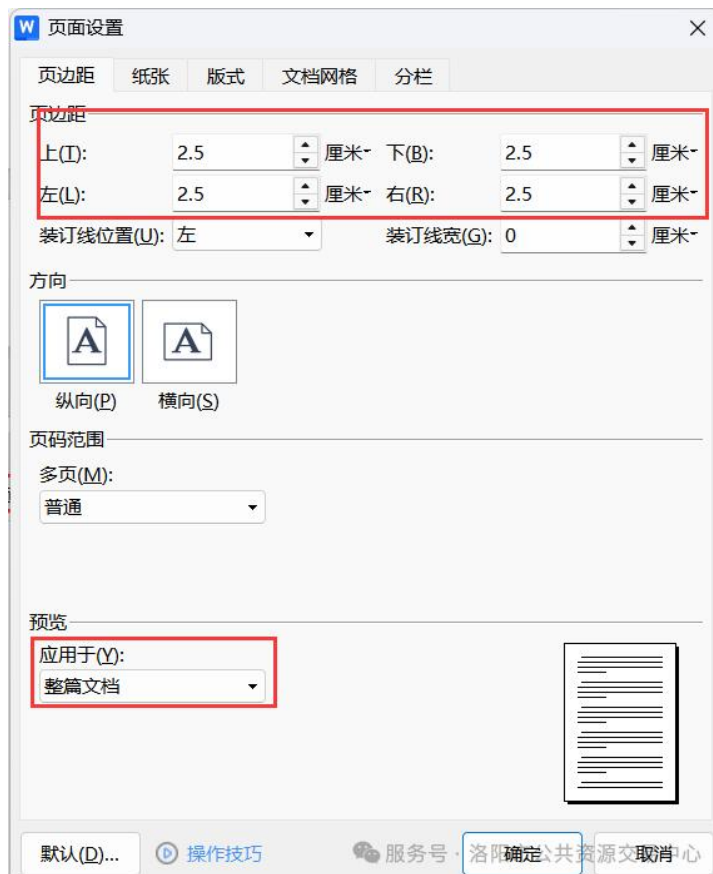 W 页面设置
页边距 纸张 版式 文档网格 分栏
页边距
上(T): 2.5 厘米 下(B): 2.5 厘米
左(L): 2.5 厘米 右(R): 2.5 厘米
装订线位置(U): 左 装订线宽(G): 0 厘米
方向
A A
纵向(P) 横向(S)
页码范围
多页(M):
普通
预览
应用于(Y):
整篇文档
默认(D)... 操作技巧 确定 取消
服务号 · 洛阳市公共资源交易中心